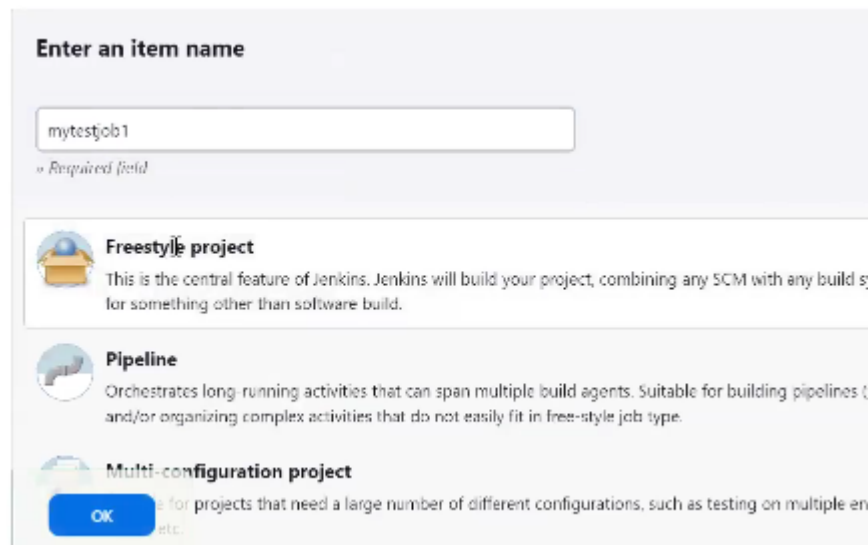 Enter an item name
mytestjob1
» Required field
Freestyle project
This is the central feature of Jenkins. Jenkins will build your project, combining any SCM with any build
for something other than software build.
Pipeline
Orchestrates long-running activities that can span multiple build agents. Suitable for building pipelines (
and/or organizing complex activities that do not easily fit in free-style job type.
Multi-configuration project
for projects that need a large number of different configurations, such as testing on multiple
OK
etc.